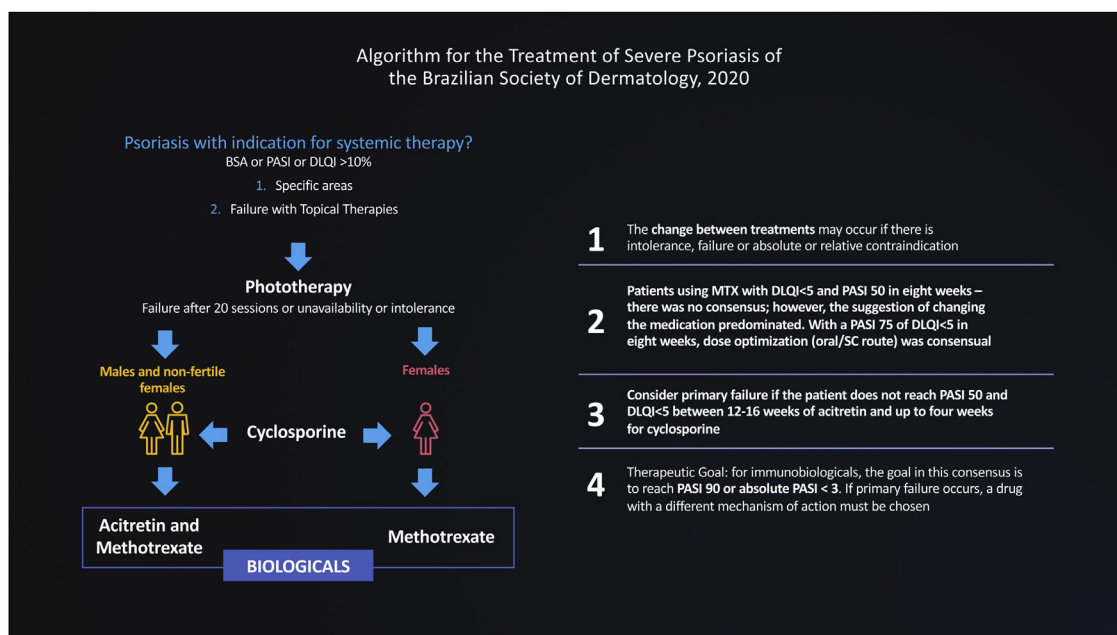 Algorithm for the Treatment of Severe Psoriasis of
the Brazilian Society of Dermatology, 2020
Psoriasis with indication for systemic therapy?
BSA or PASI or DLQI >10%
1. Specific areas
2. Failure with Topical Therapies
Phototherapy
Failure after 20 sessions or unavailability or intolerance
Males and non-fertile
females
Females
Cyclosporine
Acitretin and
Methotrexate
Methotrexate
BIOLOGICALS
1
The change between treatments may occur if there is
intolerance, failure or absolute or relative contraindication
2
Patients using MTX with DLQI<5 and PASI 50 in eight weeks –
there was no consensus; however, the suggestion of changing
the medication predominated. With a PASI 75 of DLQI<5 in
eight weeks, dose optimization (oral/SC route) was consensual
3
Consider primary failure if the patient does not reach PASI 50 and
DLQI<5 between 12-16 weeks of acitretin and up to four weeks
for cyclosporine
4
Therapeutic Goal: for immunobiologicals, the goal in this consensus is
to reach PASI 90 or absolute PASI < 3. If primary failure occurs, a drug
with a different mechanism of action must be chosen